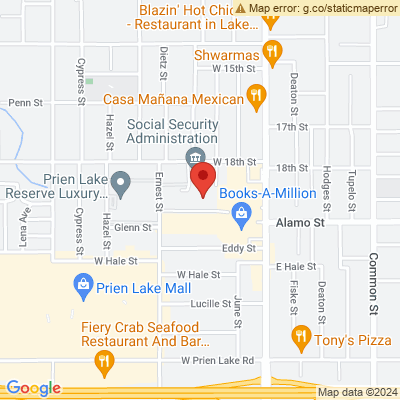 Map error: g.co/staticmaperror
Blazin' Hot Chic
- Restaurant in Lake
Shwarmas
W 15th St
Casa Mañana Mexican
Penn St
Cypress St
Dietz St
Hazel St
Deaton St
17th St
Social Security
Administration
W 18th St
18th St
Prien Lake
Reserve Luxury...
Ernest St
Books-A-Million
Hodges St
Tupelo St
Lena Ave
Cypress St
Hazel St
Glenn St
Alamo St
Eddy St
W Hale St
W Hale St
E Hale St
Common St
Prien Lake Mall
Lucille St
June St
Fiske St
Deaton St
Fiery Crab Seafood
Restaurant And Bar...
Tony's Pizza
W Prien Lake Rd
Google
Map data ©2024